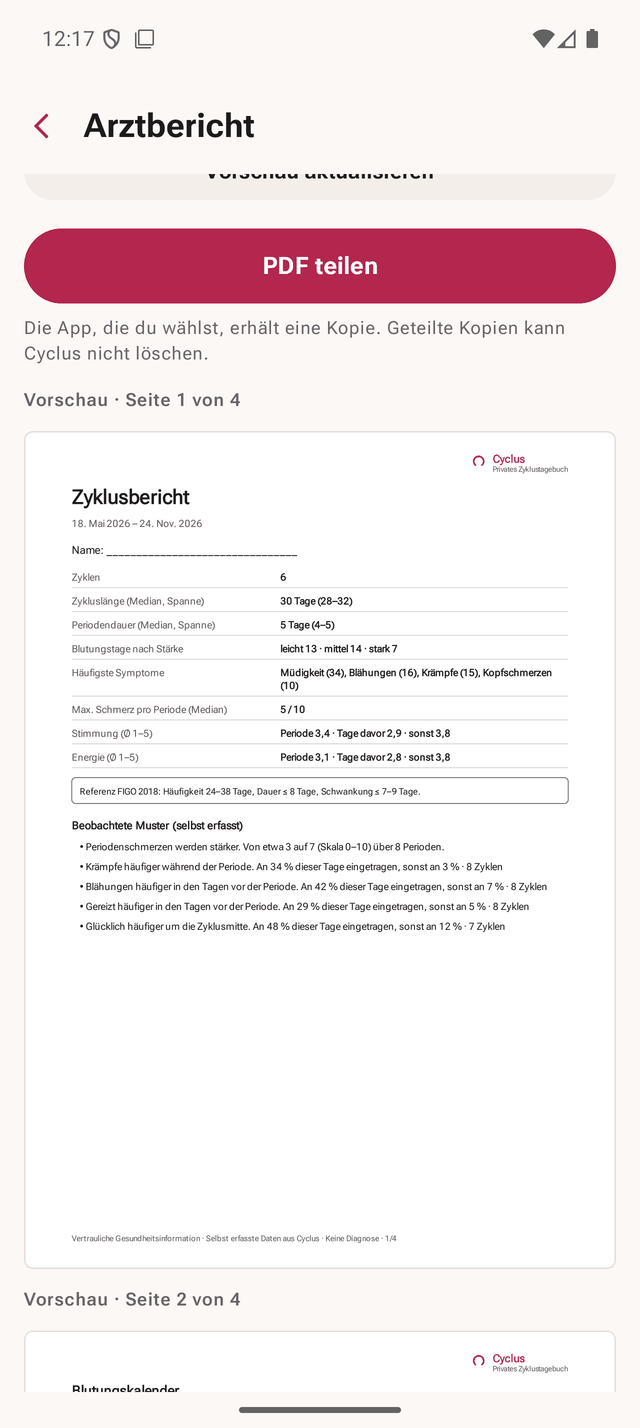 12:17
Arztbericht
Vorschau aktualisieren
PDF teilen
Die App, die du wählst, erhält eine Kopie. Geteilte Kopien kann
Cyclus nicht löschen.
Vorschau · Seite 1 von 4
Cyclus
Privates Zyklustagebuch
Zyklusbericht
18. Mai 2026 – 24. Nov. 2026
Name: ________________________________
Zyklen 6
Zykluslänge (Median, Spanne) 30 Tage (28–32)
Periodendauer (Median, Spanne) 5 Tage (4–5)
Blutungstage nach Stärke leicht 13 · mittel 14 · stark 7
Häufigste Symptome Müdigkeit (34), Blähungen (16), Krämpfe (15), Kopfschmerzen
(10)
Max. Schmerz pro Periode (Median) 5 / 10
Stimmung (Ø 1–5) Periode 3,4 · Tage davor 2,9 · sonst 3,8
Energie (Ø 1–5) Periode 3,1 · Tage davor 2,8 · sonst 3,8
Referenz FIGO 2018: Häufigkeit 24–38 Tage, Dauer ≤ 8 Tage, Schwankung ≤ 7–9 Tage.
Beobachtete Muster (selbst erfasst)
• Periodenschmerzen werden stärker. Von etwa 3 auf 7 (Skala 0–10) über 8 Perioden.
• Krämpfe häufiger während der Periode. An 34 % dieser Tage eingetragen, sonst an 3 % · 8 Zyklen
• Blähungen häufiger in den Tagen vor der Periode. An 42 % dieser Tage eingetragen, sonst an 7 % · 8 Zyklen
• Gereizt häufiger in den Tagen vor der Periode. An 29 % dieser Tage eingetragen, sonst an 5 % · 8 Zyklen
• Glücklich häufiger um die Zyklusmitte. An 48 % dieser Tage eingetragen, sonst an 12 % · 7 Zyklen
Vertrauliche Gesundheitsinformation · Selbst erfasste Daten aus Cyclus · Keine Diagnose · 1/4
Vorschau · Seite 2 von 4
Cyclus
Privates Zyklustagebuch
Blutungskalender